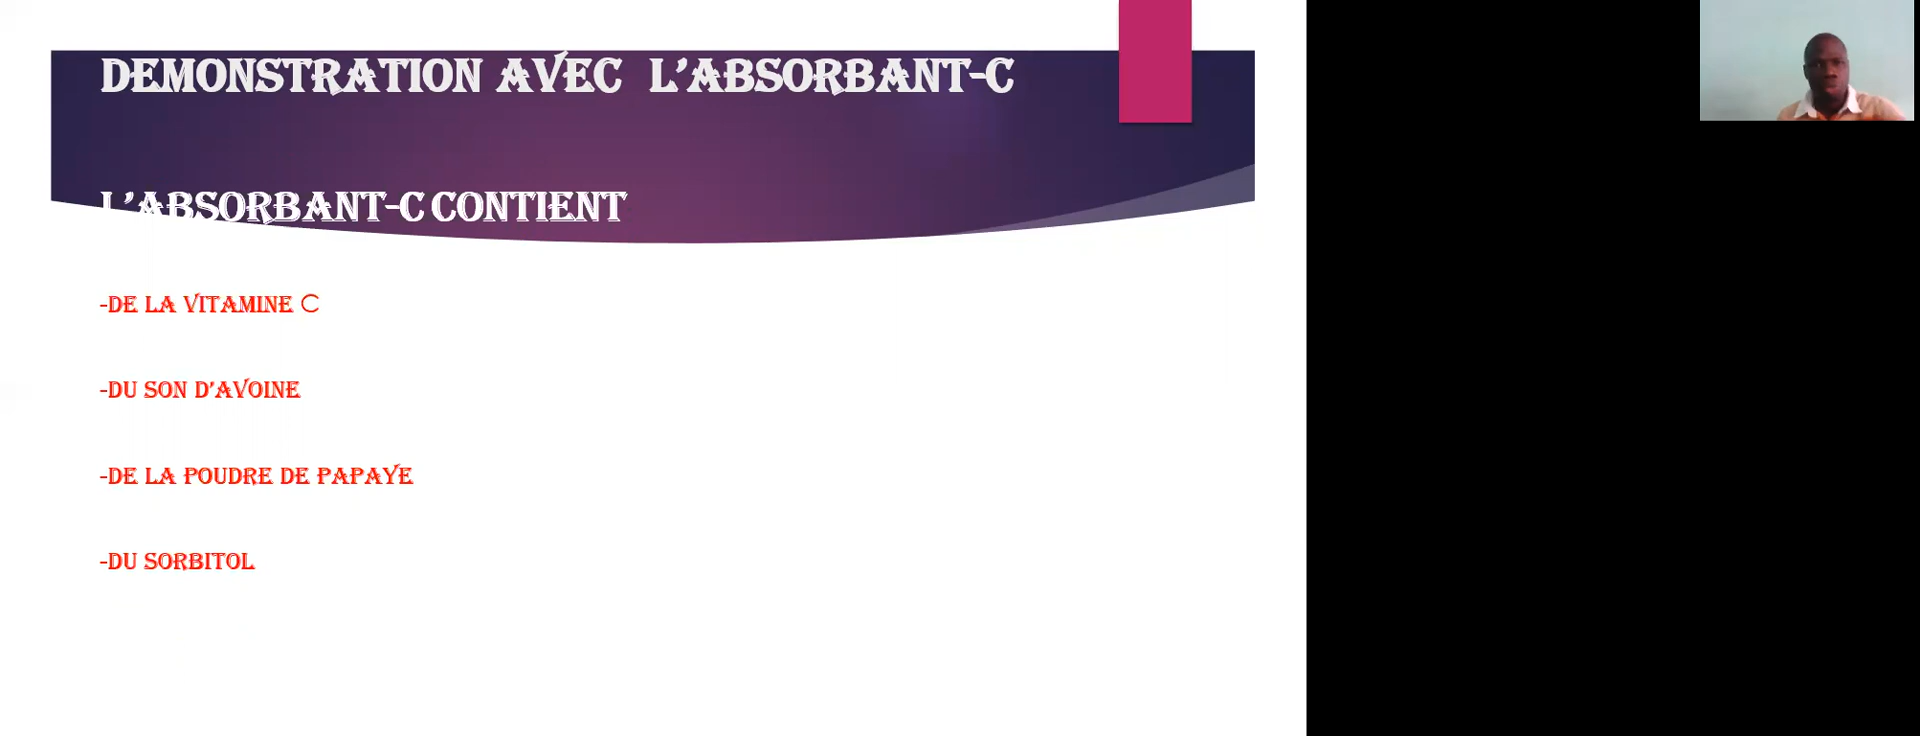 DEMONSTRATION AVEC L’ABSORBANT-C
L’ABSORBANT-C CONTIENT
-DE LA VITAMINE C
-DU SON D’AVOINE
-DE LA POUDRE DE PAPAYE
-DU SORBITOL